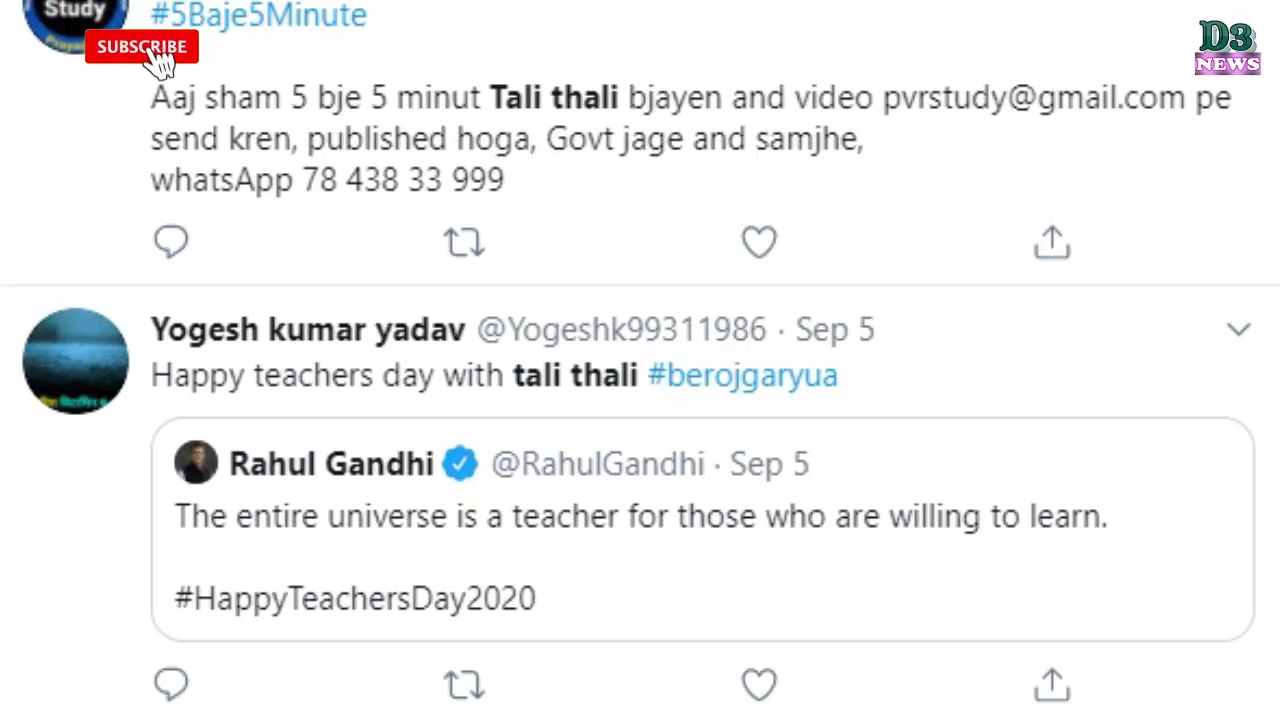 Study
#5Baje5Minute
SUBSCRIBE
D3
NEWS
Aaj sham 5 bje 5 minut Tali thali bjayen and video pvrstudy@gmail.com pe
send kren, published hoga, Govt jage and samjhe,
whatsApp 78 438 33 999
Yogesh kumar yadav @Yogeshk99311986 · Sep 5
Happy teachers day with tali thali #berojgaryua
Rahul Gandhi @RahulGandhi · Sep 5
The entire universe is a teacher for those who are willing to learn.
#HappyTeachersDay2020